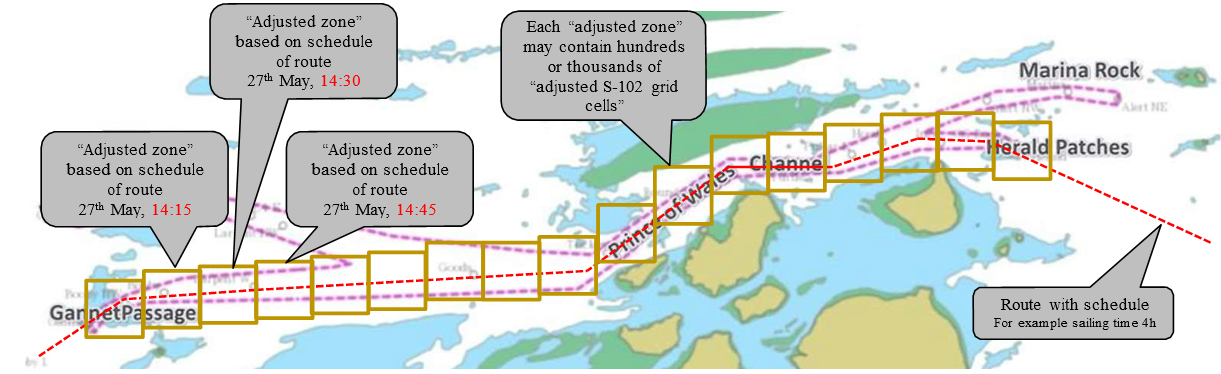 “Adjusted zone”
based on schedule
of route
27th May, 14:30
Each “adjusted zone”
may contain hundreds
or thousands of
“adjusted S-102 grid
cells”
Marina Rock
Alert NE
“Adjusted zone”
based on schedule
of route
27th May, 14:15
“Adjusted zone”
based on schedule
of route
27th May, 14:45
Channe
Herald Patches
Prince of Wales
Goods
GannetPassage
Route with schedule
For example sailing time 4h